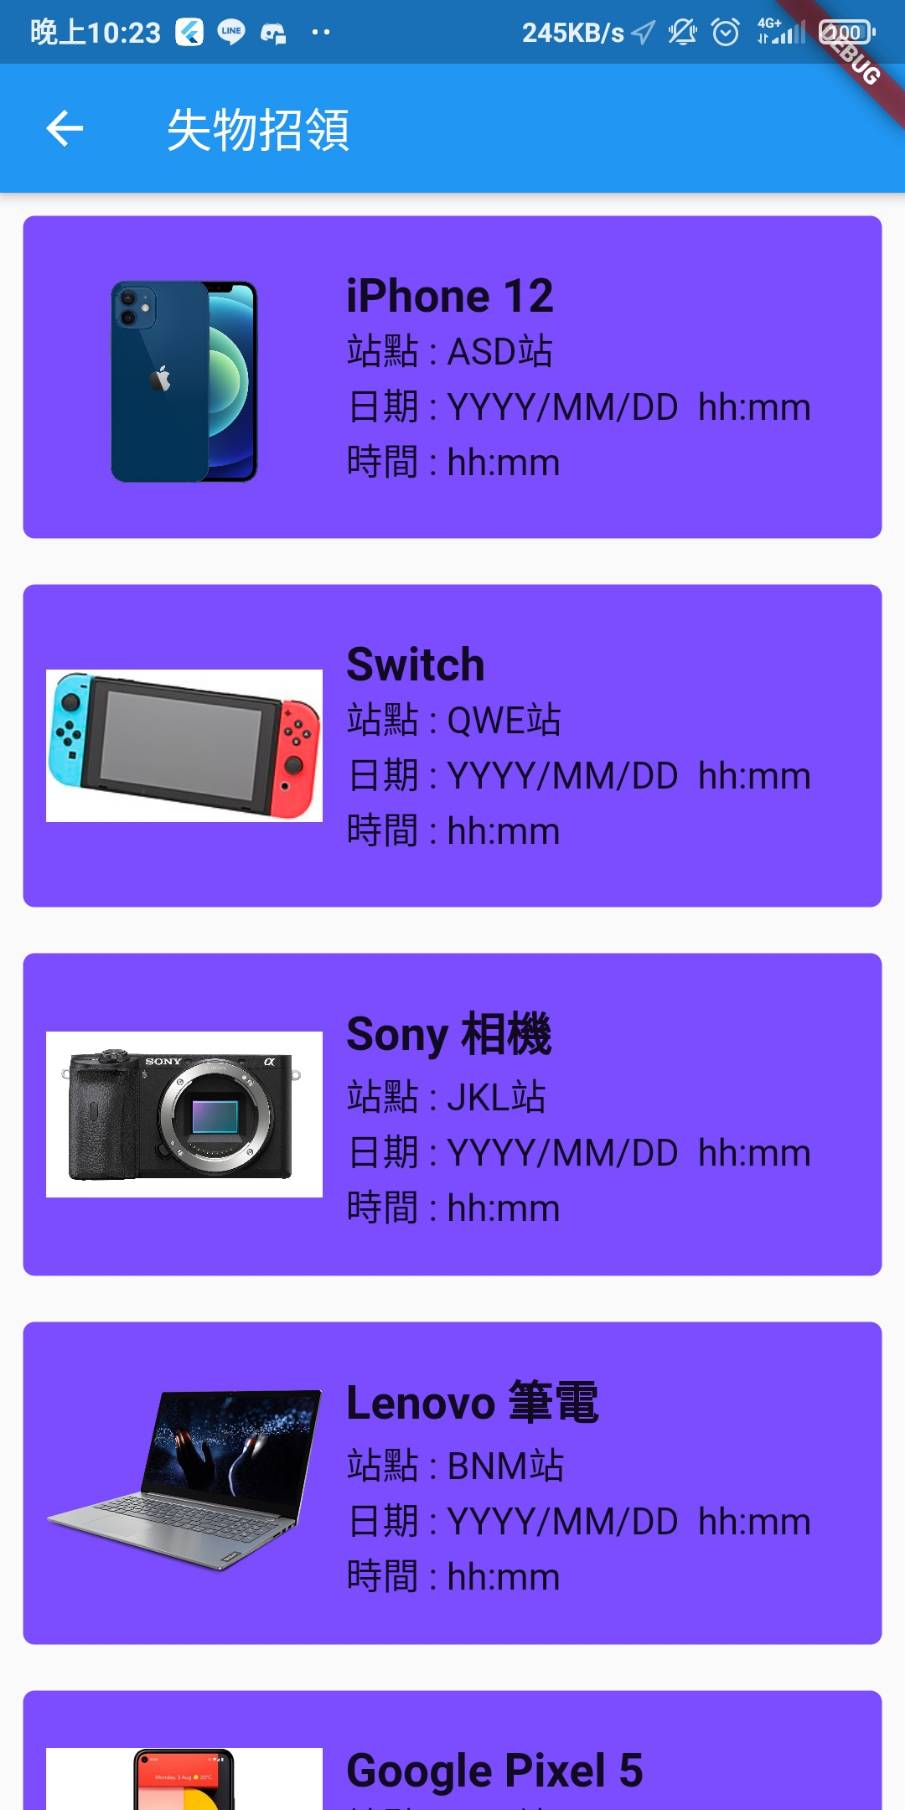 晚上10:23 LINE 245KB/s 4G+ 100
DEBUG
失物招領
iPhone 12
站點 : ASD站
日期 : YYYY/MM/DD  hh:mm
時間 : hh:mm
Switch
站點 : QWE站
日期 : YYYY/MM/DD  hh:mm
時間 : hh:mm
SONY α
Sony 相機
站點 : JKL站
日期 : YYYY/MM/DD  hh:mm
時間 : hh:mm
Lenovo 筆電
站點 : BNM站
日期 : YYYY/MM/DD  hh:mm
時間 : hh:mm
Google Pixel 5